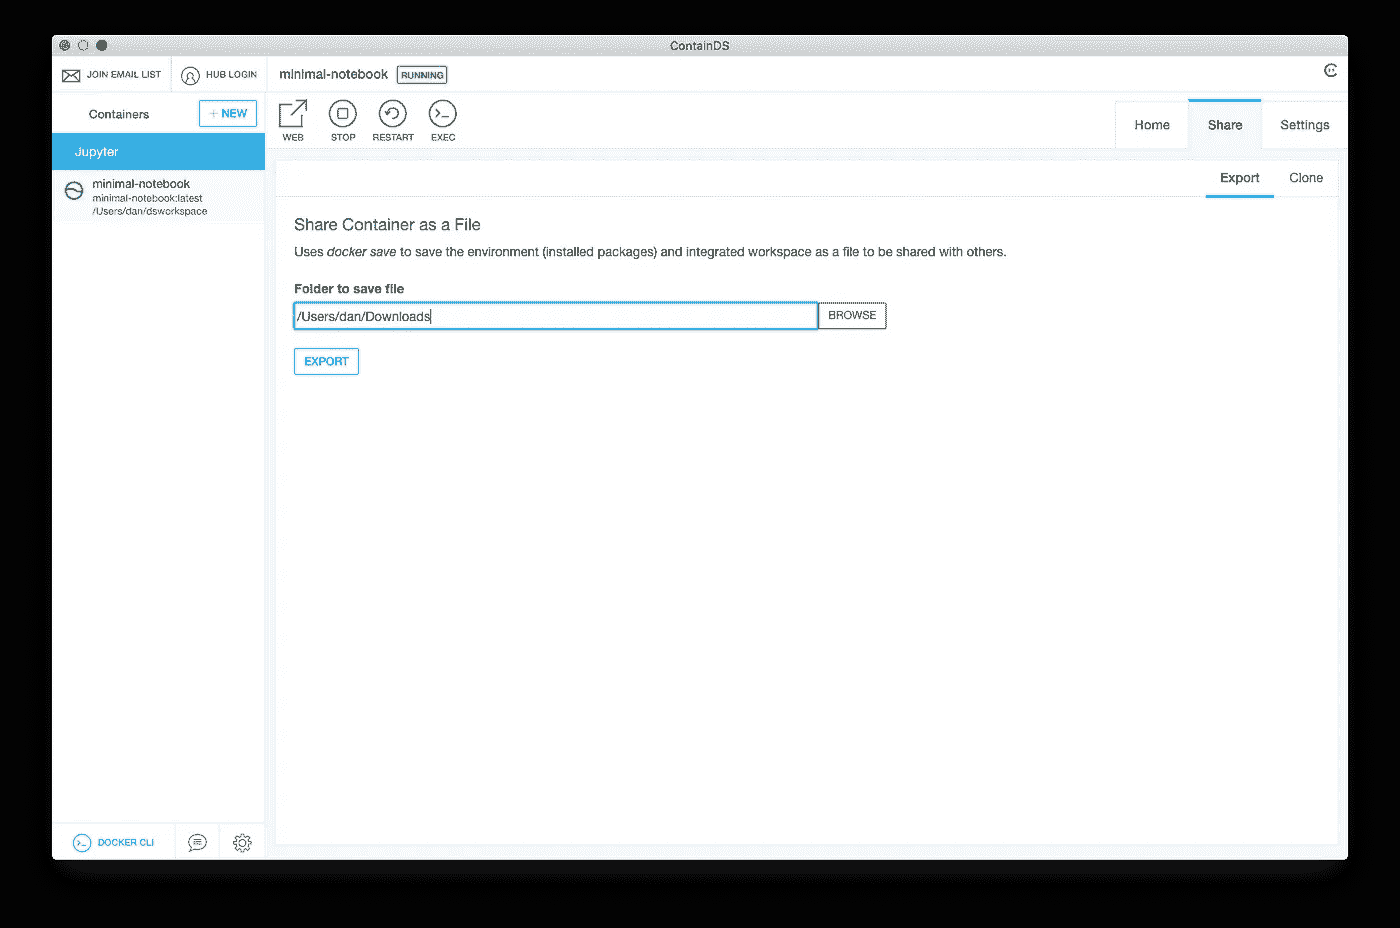 ContainDS
JOIN EMAIL LIST
HUB LOGIN
minimal-notebook
RUNNING
Containers
+ NEW
WEB
STOP
RESTART
EXEC
Home
Share
Settings
Jupyter
minimal-notebook
minimal-notebook:latest
/Users/dan/dsworkspace
Export
Clone
Share Container as a File
Uses docker save to save the environment (installed packages) and integrated workspace as a file to be shared with others.
Folder to save file
/Users/dan/Downloads
BROWSE
EXPORT
DOCKER CLI